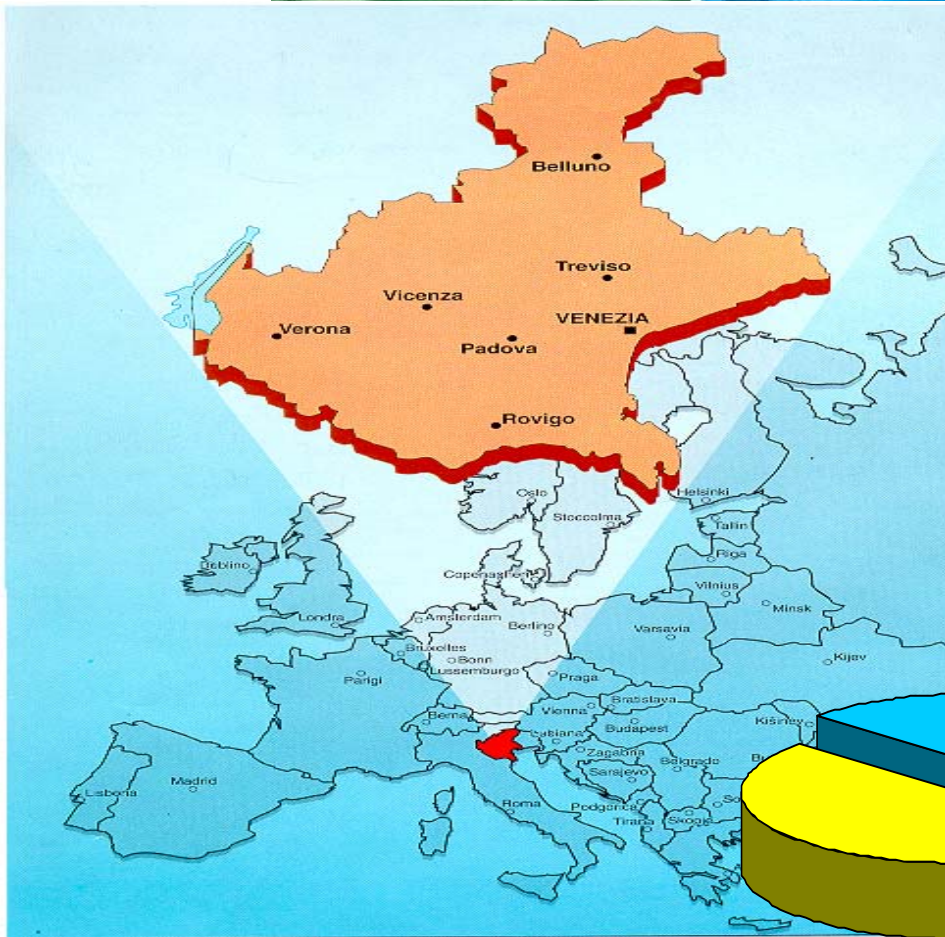 Belluno
Treviso
Vicenza
VENEZIA
Verona
Padova
Rovigo
Oslo
Helsinki
Stoccolma
Tallin
Riga
Dublino
Copenaghen
Vilnius
Minsk
Londra
Amsterdam
Berlino
Varsavia
Bruxelles
Bonn
Kijev
Lussemburgo
Parigi
Praga
Bratislava
Vienna
Berna
Budapest
Kišinev
Lubiana
Zagabria
Belgrado
Madrid
Sarajevo
Lisbona
Roma
Podgorica
Skopje
Tirana